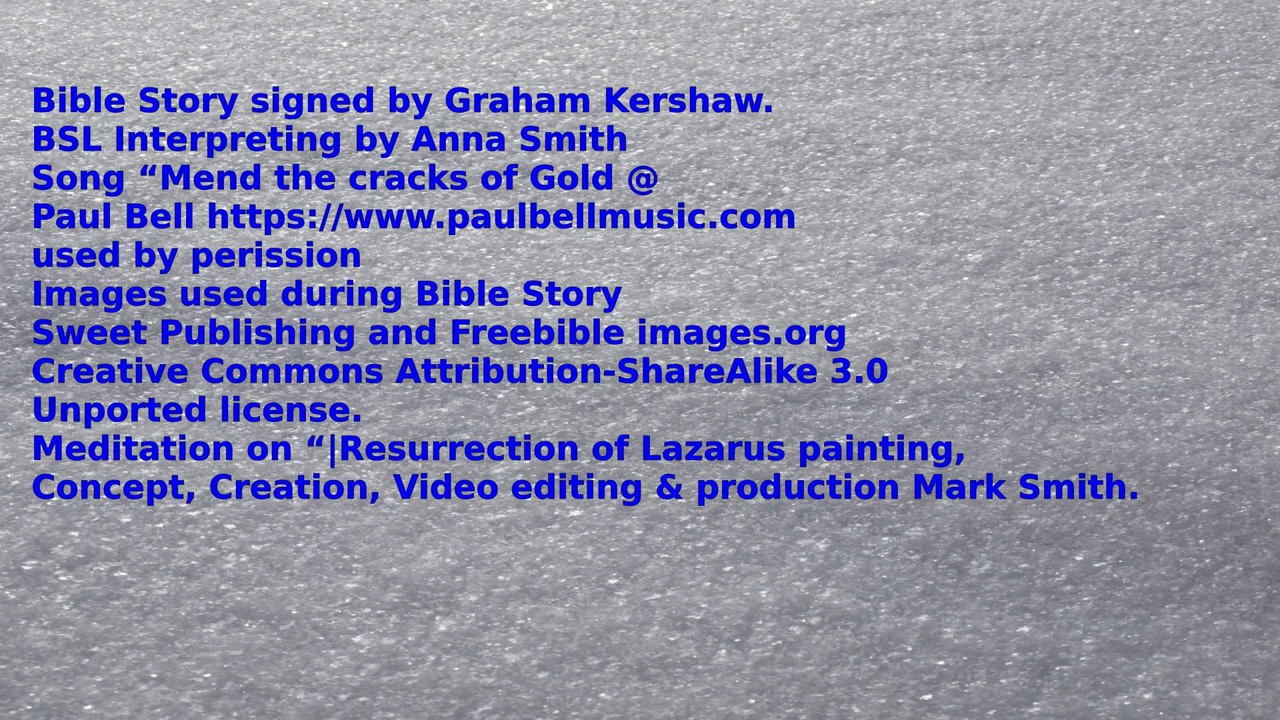 Bible Story signed by Graham Kershaw.
BSL Interpreting by Anna Smith
Song “Mend the cracks of Gold @
Paul Bell https://www.paulbellmusic.com
used by perission
Images used during Bible Story
Sweet Publishing and Freebible images.org
Creative Commons Attribution-ShareAlike 3.0
Unported license.
Meditation on “|Resurrection of Lazarus painting,
Concept, Creation, Video editing & production Mark Smith.